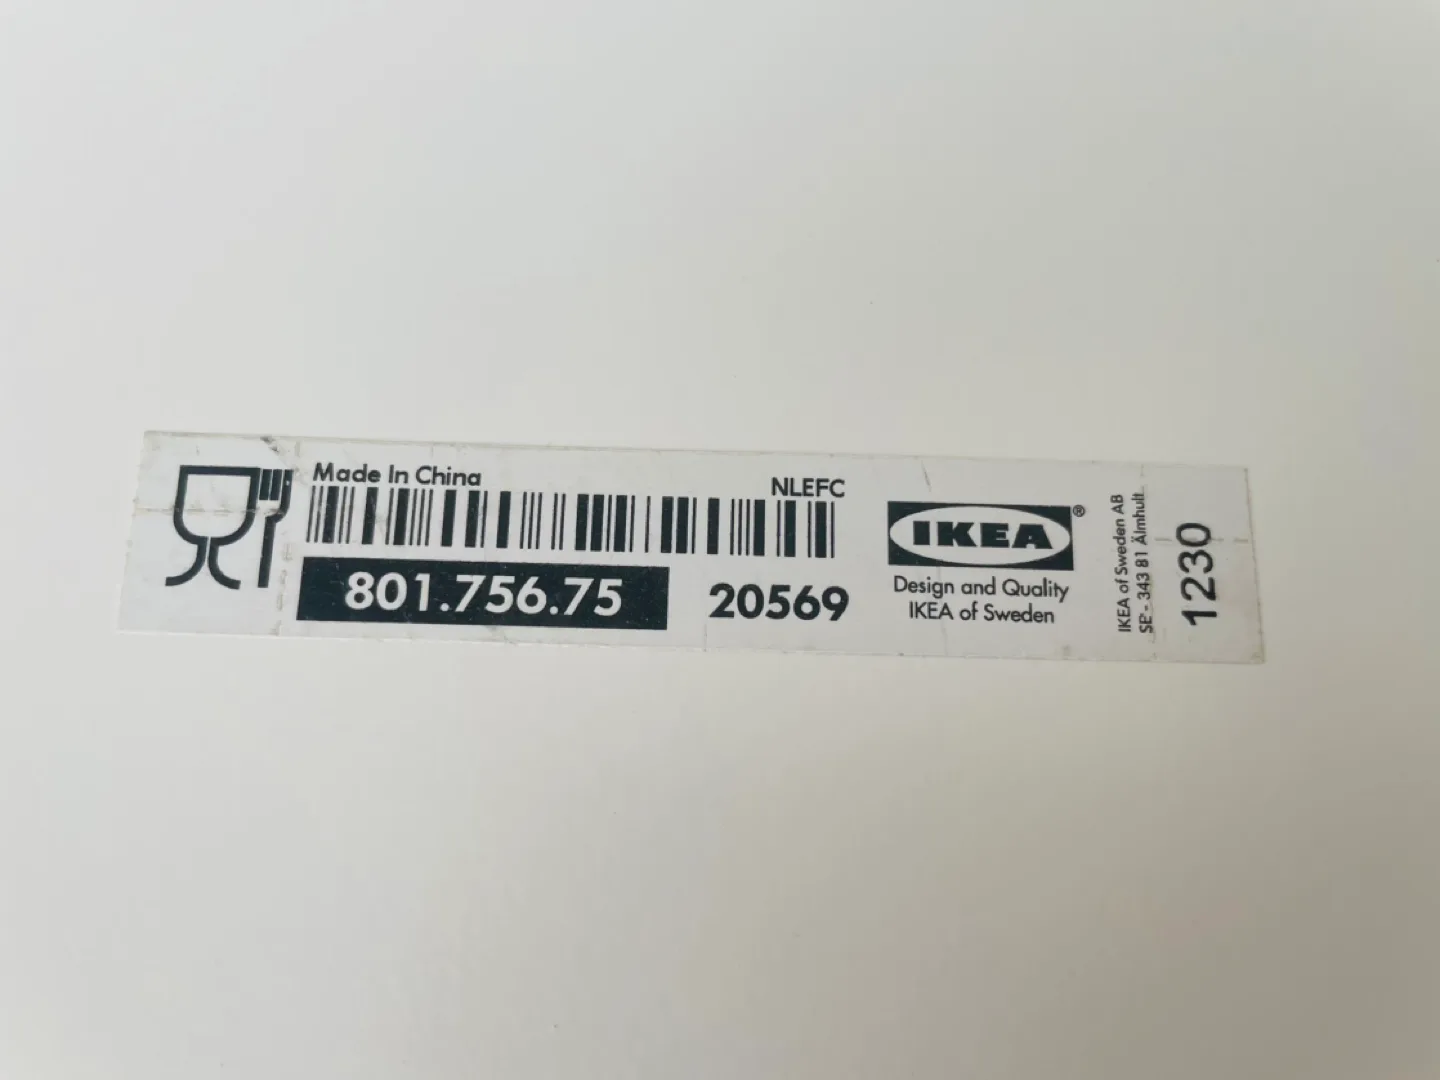 Made In China
NLEFC
801.756.75
20569
IKEA®
Design and Quality
IKEA of Sweden
IKEA of Sweden AB
SE - 343 81 Älmhult
1230